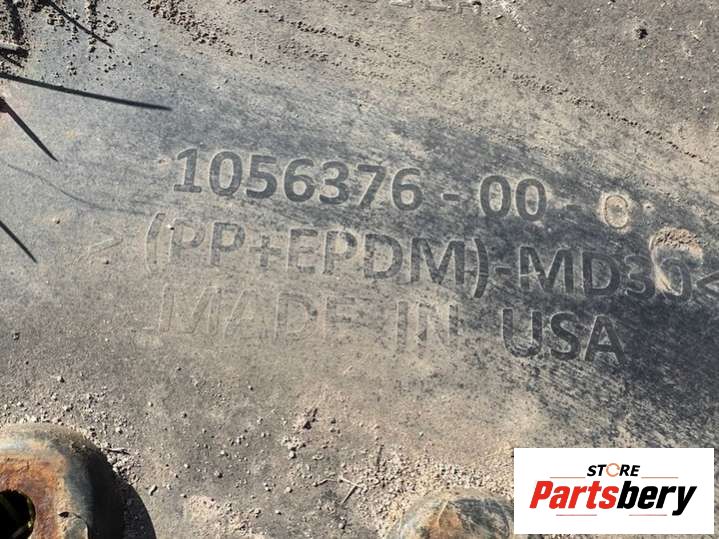 1056376 - 00 - C
>(PP+EPDM)-MD30<
MADE IN USA
STORE
Partsbery